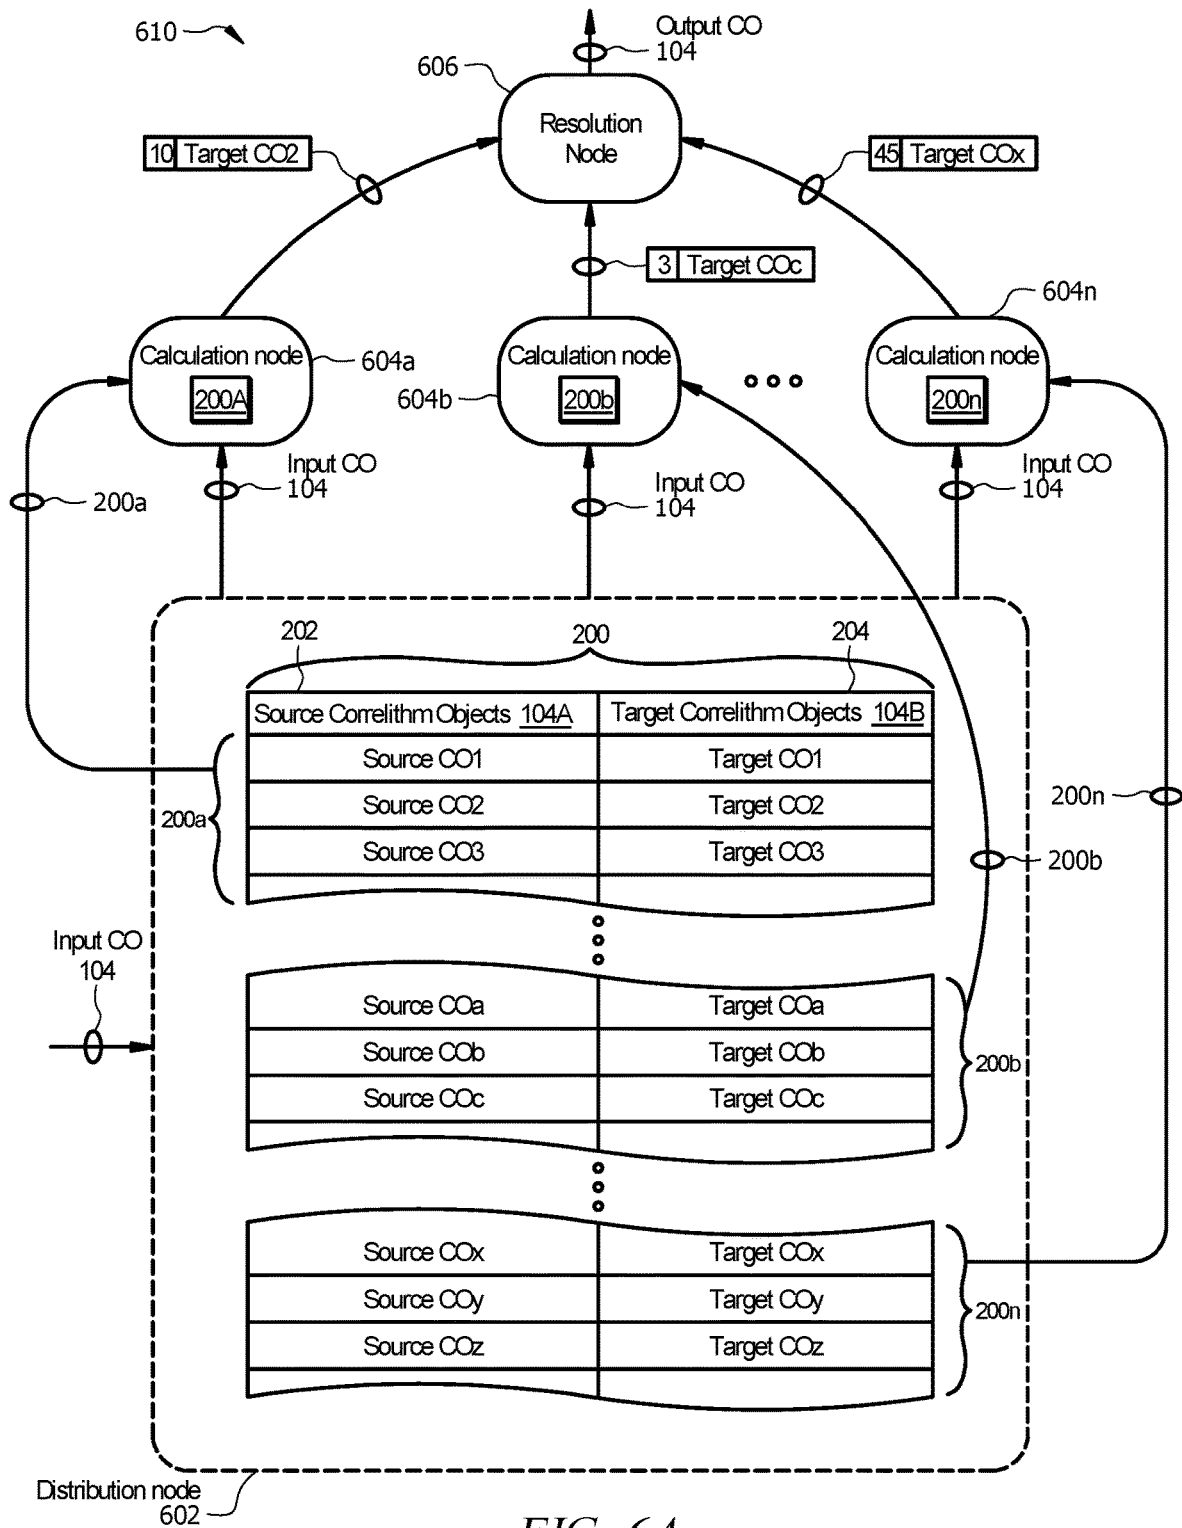 610
Output CO
104
606
Resolution
Node
10 Target CO2
45 Target COx
3 Target COc
604n
Calculation node
200A
604a
Calculation node
200b
604b
Calculation node
200n
Input CO
104
Input CO
104
Input CO
104
200a
202
200
204
Source Correlithm Objects 104A Target Correlithm Objects 104B
Source CO1 Target CO1
Source CO2 Target CO2
Source CO3 Target CO3
200a
200n
200b
Input CO
104
Source COa Target COa
Source COb Target COb
Source COc Target COc
200b
Source COx Target COx
Source COy Target COy
Source COz Target COz
200n
Distribution node
602
FIG. 6A